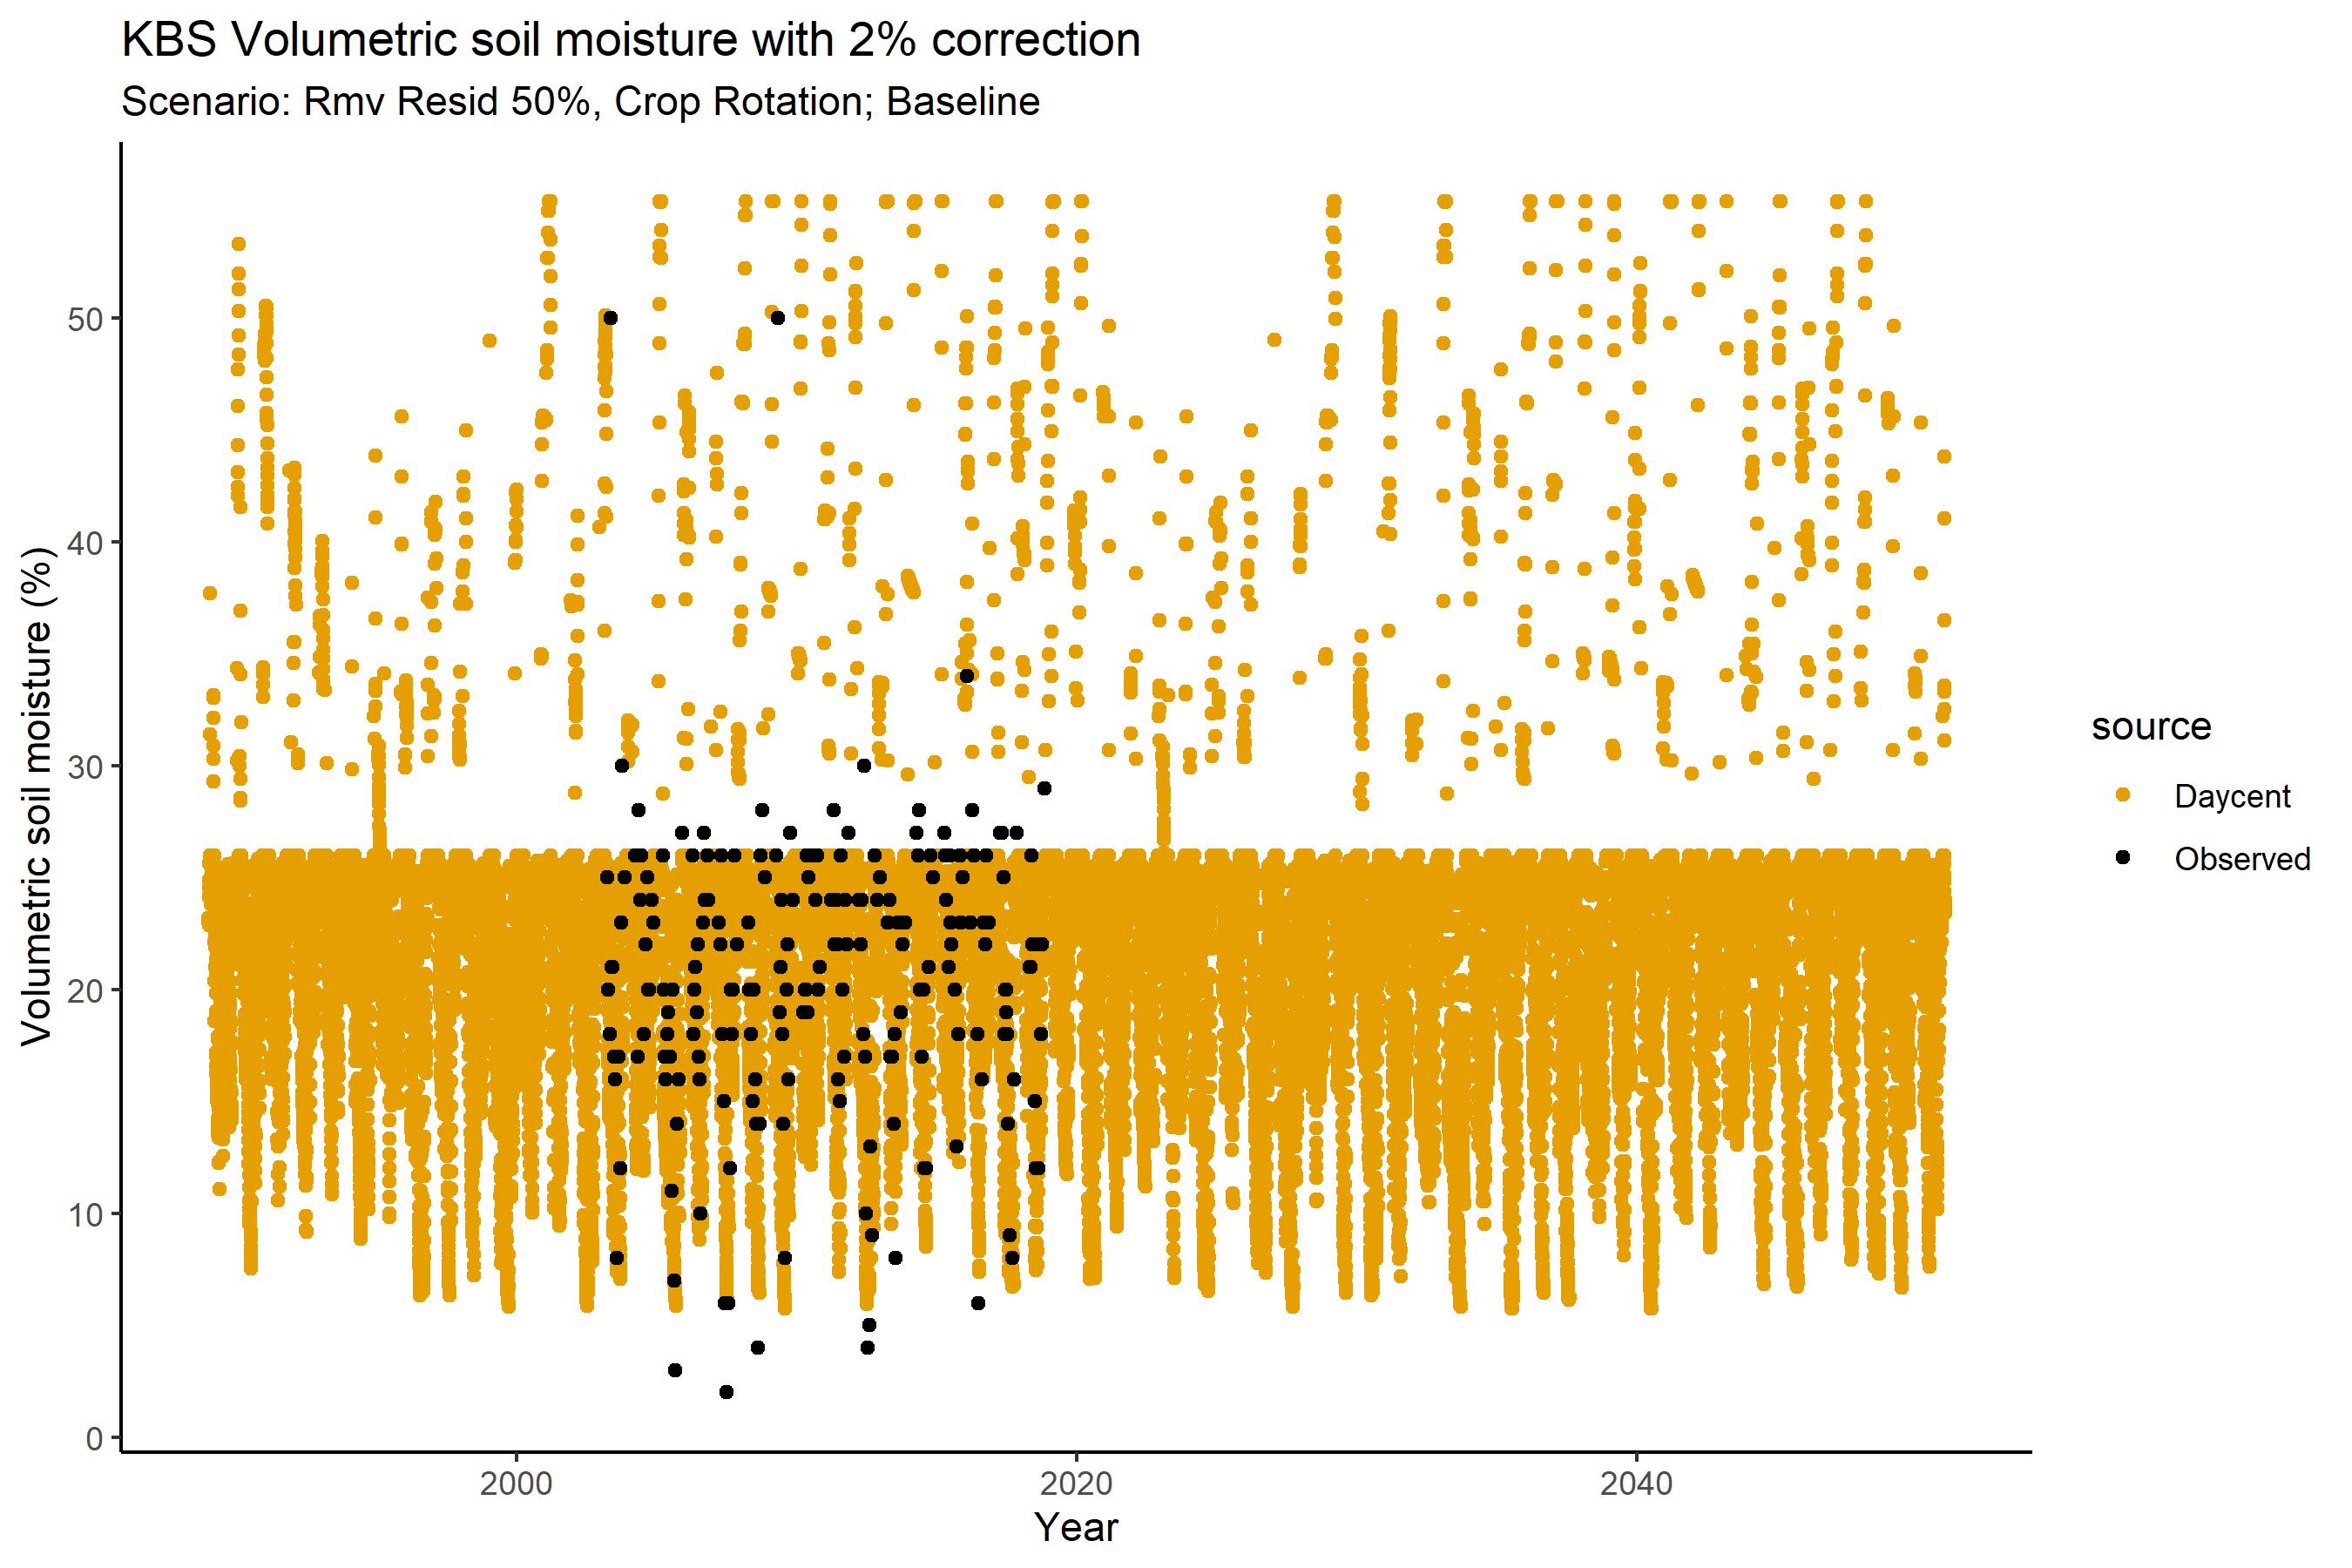 KBS Volumetric soil moisture with 2% correction
Scenario: Rmv Resid 50%, Crop Rotation; Baseline
Volumetric soil moisture (%)
50
40
30
20
10
0
2000
2020
2040
Year
source
Daycent
Observed